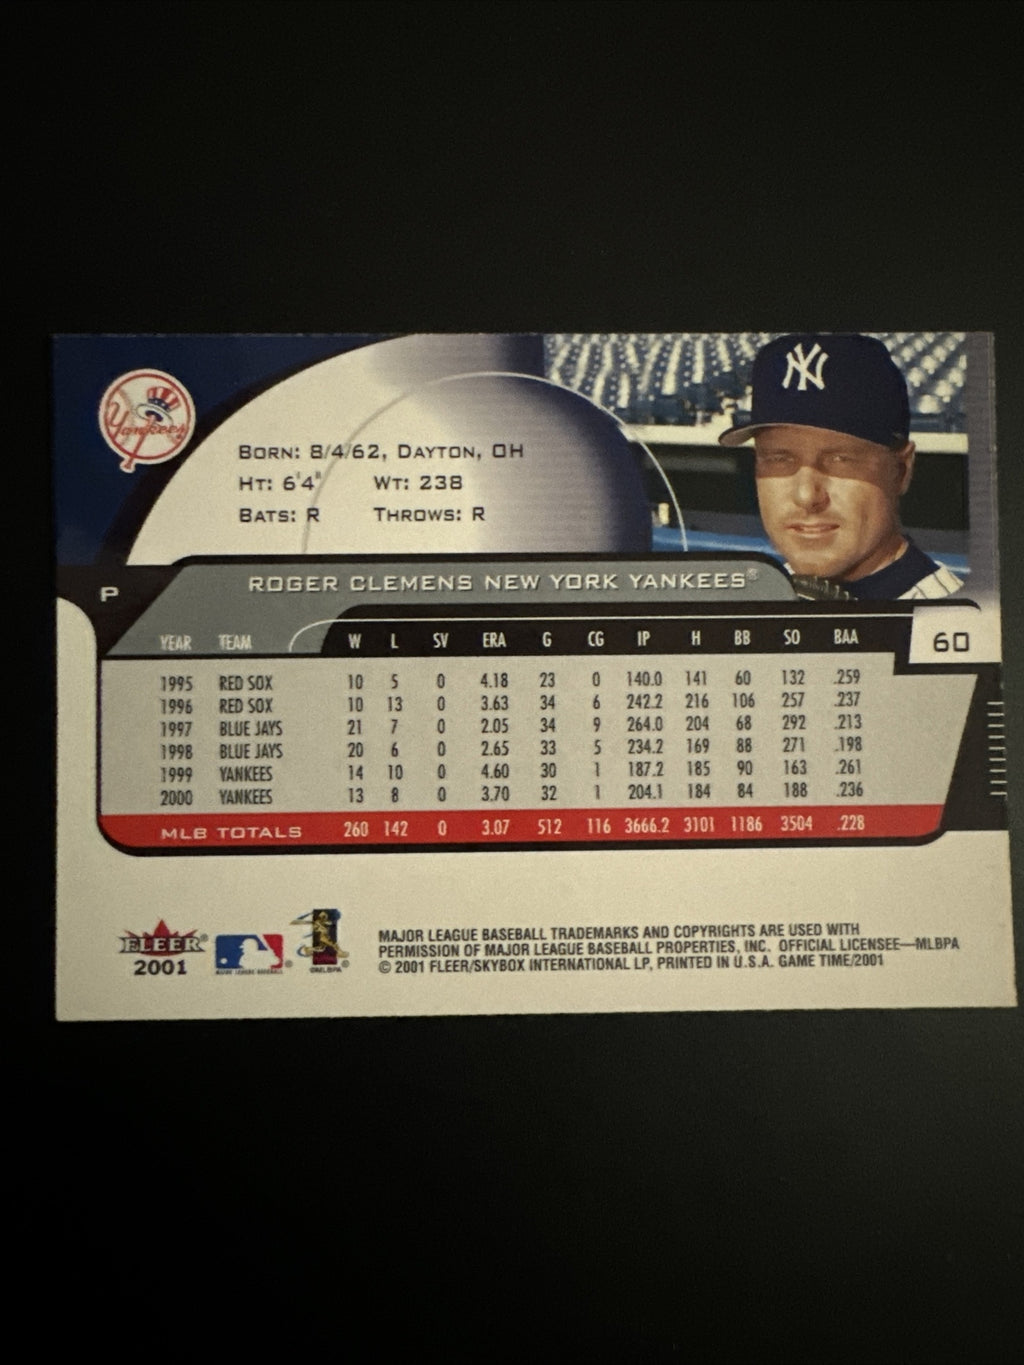 Yankees
NY
BORN: 8/4/62, DAYTON, OH
HT: 6'4" WT: 238
BATS: R THROWS: R
P
ROGER CLEMENS NEW YORK YANKEES®
60
YEAR TEAM W L SV ERA G CG IP H BB SO BAA
1995 RED SOX 10 5 0 4.18 23 0 140.0 141 60 132 .259
1996 RED SOX 10 13 0 3.63 34 6 242.2 216 106 257 .237
1997 BLUE JAYS 21 7 0 2.05 34 9 264.0 204 68 292 .213
1998 BLUE JAYS 20 6 0 2.65 33 5 234.2 169 88 271 .198
1999 YANKEES 14 10 0 4.60 30 1 187.2 185 90 163 .261
2000 YANKEES 13 8 0 3.70 32 1 204.1 184 84 188 .236
MLB TOTALS 260 142 0 3.07 512 116 3666.2 3101 1186 3504 .228
FLEER®
2001
MAJOR LEAGUE BASEBALL®
©MLBPA
MAJOR LEAGUE BASEBALL TRADEMARKS AND COPYRIGHTS ARE USED WITH
PERMISSION OF MAJOR LEAGUE BASEBALL PROPERTIES, INC. OFFICIAL LICENSEE—MLBPA
© 2001 FLEER/SKYBOX INTERNATIONAL LP, PRINTED IN U.S.A. GAME TIME/2001